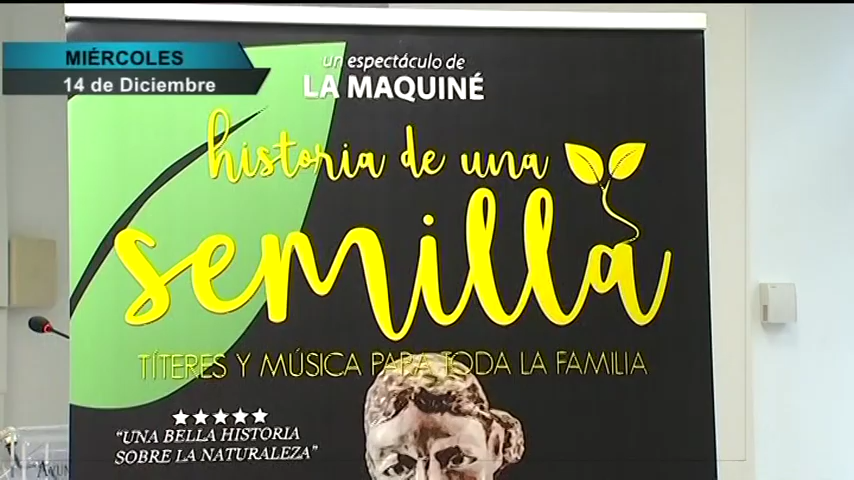 MIÉRCOLES
14 de Diciembre
un espectáculo de
LA MAQUINÉ
historia de una
semilla
TÍTERES Y MÚSICA PARA TODA LA FAMILIA
"UNA BELLA HISTORIA
SOBRE LA NATURALEZA"